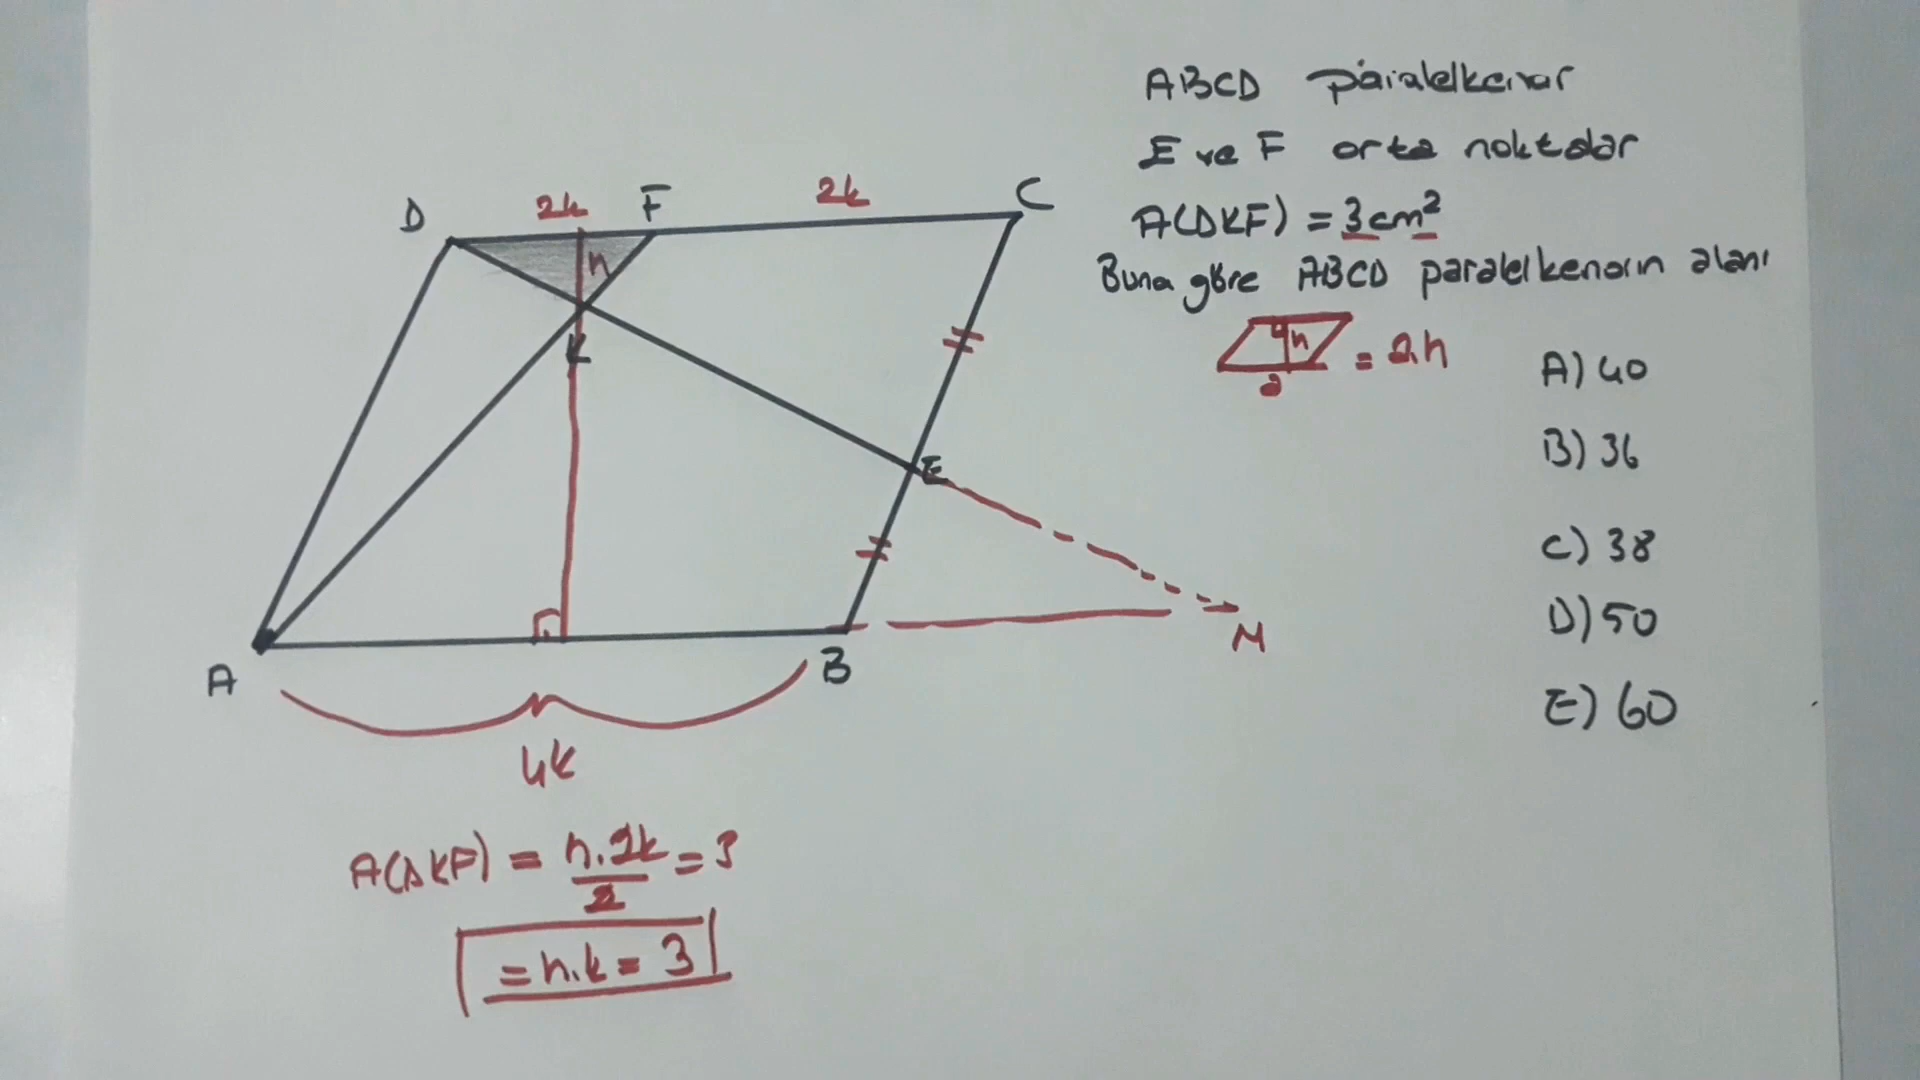 ABCD paralelkenar
E ve F orta noktalar
A(DKF) = 3cm²
Buna göre ABCD paralelkenarın alanı
h
a
= a.h
A) 40
B) 36
C) 38
D) 50
E) 60
D
2k
F
2k
C
h
K
E
A
B
M
4k
A(DKF) = h.2k/2 = 3
= h.k = 3